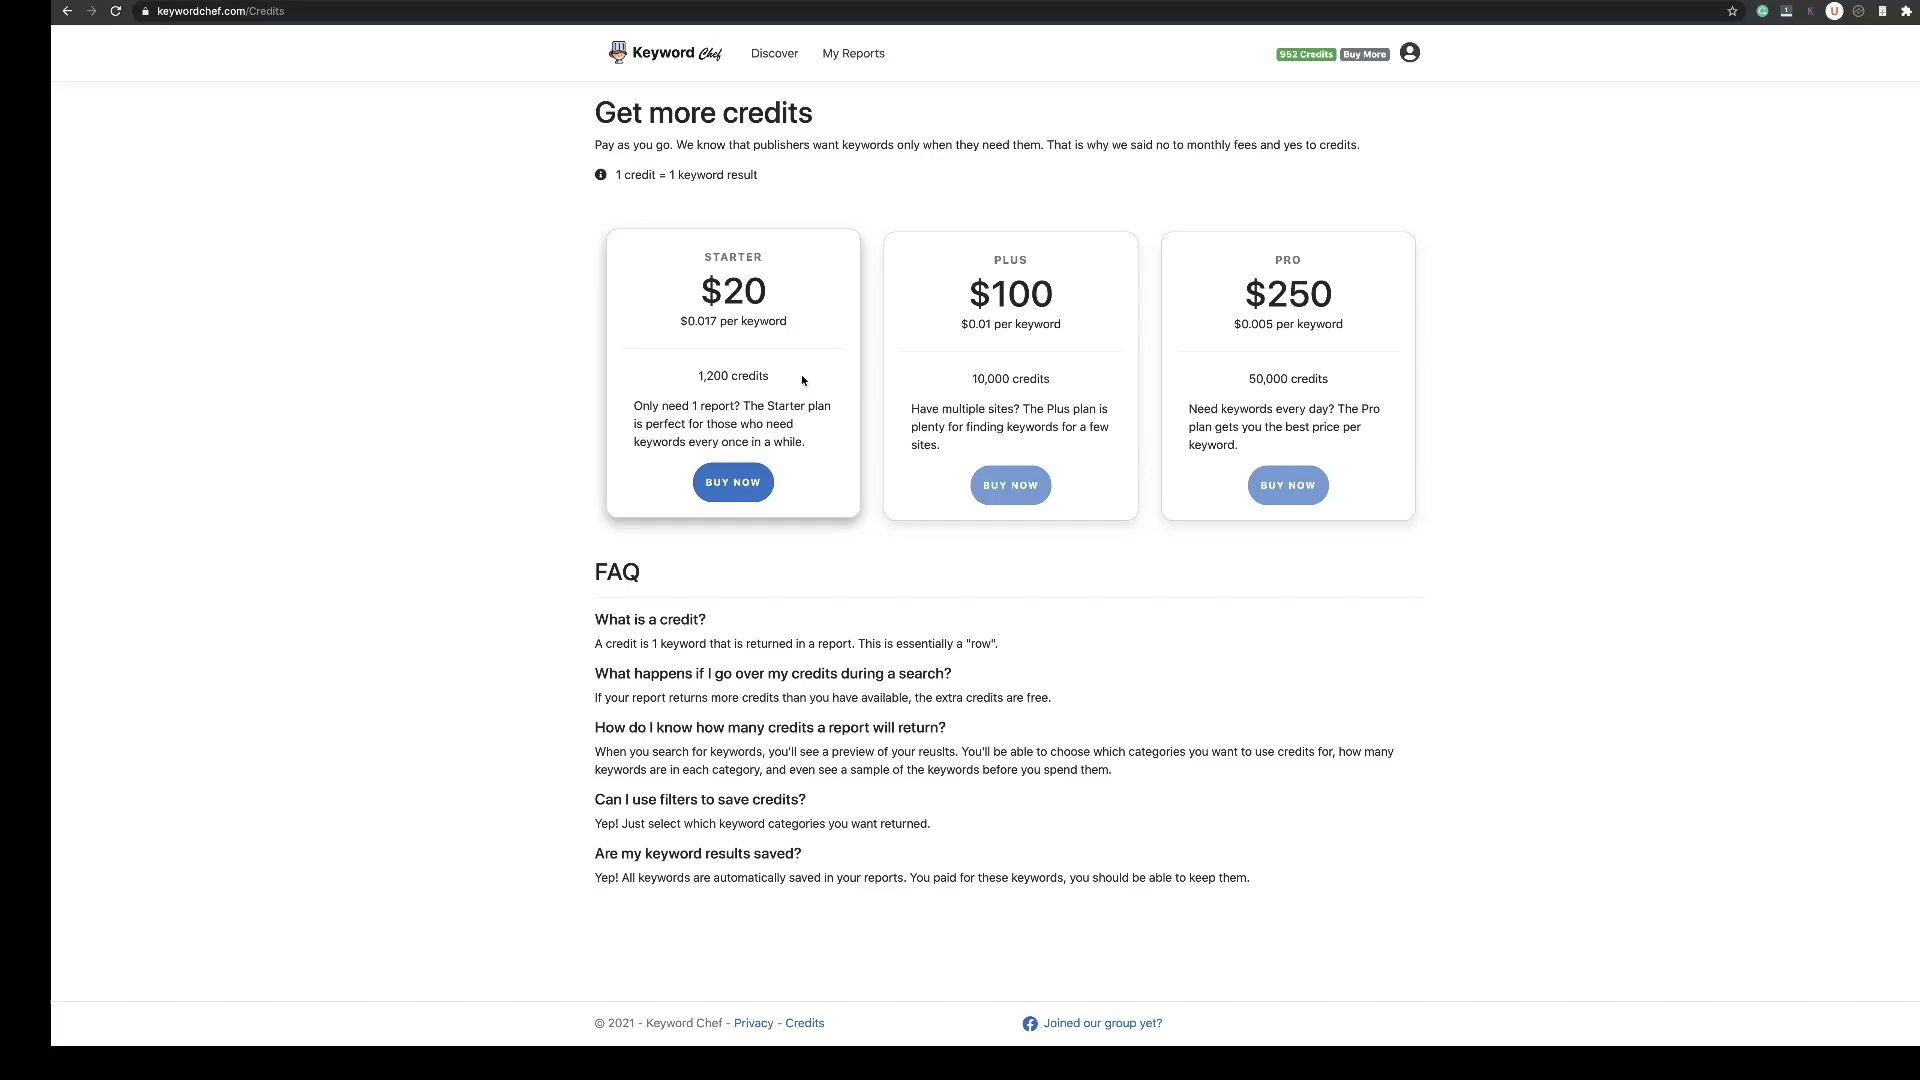 keywordchef.com/Credits
Keyword Chef
Discover
My Reports
952 Credits
Buy More
Get more credits
Pay as you go. We know that publishers want keywords only when they need them. That is why we said no to monthly fees and yes to credits.
1 credit = 1 keyword result
STARTER
$20
$0.017 per keyword
1,200 credits
Only need 1 report? The Starter plan
is perfect for those who need
keywords every once in a while.
BUY NOW
PLUS
$100
$0.01 per keyword
10,000 credits
Have multiple sites? The Plus plan is
plenty for finding keywords for a few
sites.
BUY NOW
PRO
$250
$0.005 per keyword
50,000 credits
Need keywords every day? The Pro
plan gets you the best price per
keyword.
BUY NOW
FAQ
What is a credit?
A credit is 1 keyword that is returned in a report. This is essentially a "row".
What happens if I go over my credits during a search?
If your report returns more credits than you have available, the extra credits are free.
How do I know how many credits a report will return?
When you search for keywords, you'll see a preview of your reuslts. You'll be able to choose which categories you want to use credits for, how many
keywords are in each category, and even see a sample of the keywords before you spend them.
Can I use filters to save credits?
Yep! Just select which keyword categories you want returned.
Are my keyword results saved?
Yep! All keywords are automatically saved in your reports. You paid for these keywords, you should be able to keep them.
© 2021 - Keyword Chef - Privacy - Credits
Joined our group yet?